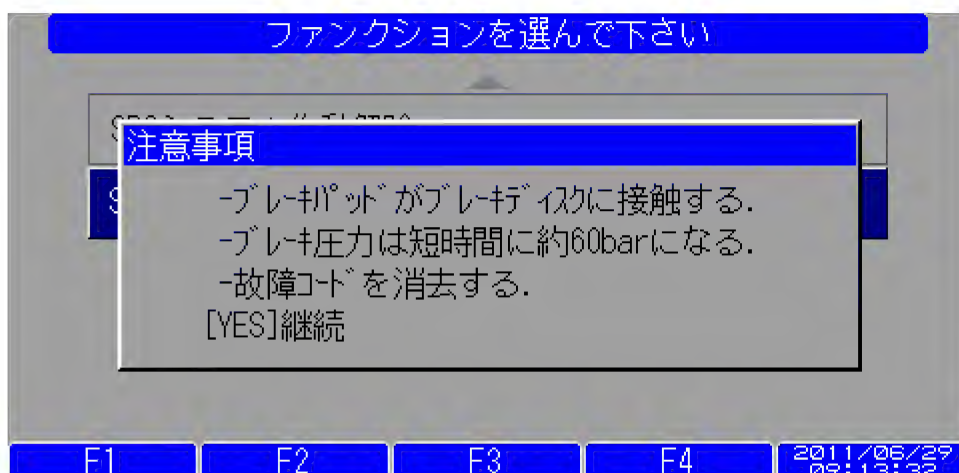 ファンクションを選んで下さい
注意事項
-ブレーキパッドがブレーキディスクに接触する.
-ブレーキ圧力は短時間に約60barになる.
-故障コードを消去する.
[YES]継続
F1
F2
F3
F4
2011/06/29
09:13:33